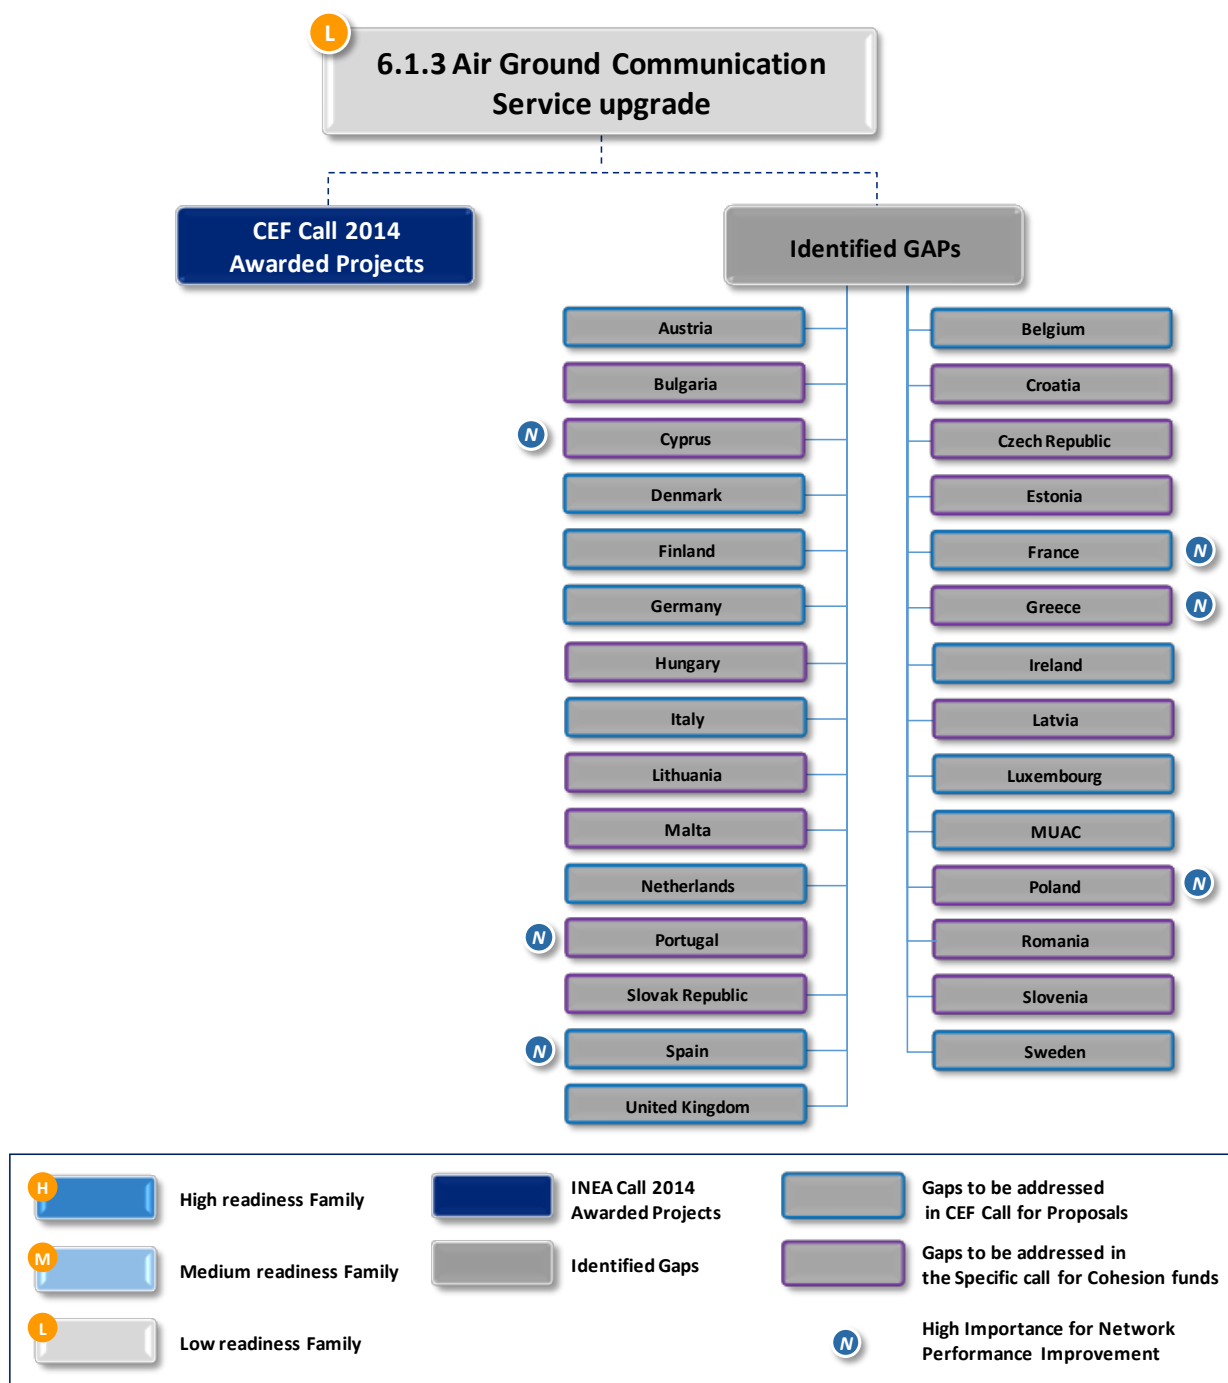 L
6.1.3 Air Ground Communication
Service upgrade
CEF Call 2014
Awarded Projects
Identified GAPs
Austria
Belgium
Bulgaria
Croatia
N
Cyprus
Czech Republic
Denmark
Estonia
Finland
France
N
Germany
Greece
N
Hungary
Ireland
Italy
Latvia
Lithuania
Luxembourg
Malta
MUAC
Netherlands
Poland
N
N
Portugal
Romania
Slovak Republic
Slovenia
N
Spain
Sweden
United Kingdom
H
High readiness Family
M
Medium readiness Family
L
Low readiness Family
INEA Call 2014
Awarded Projects
Identified Gaps
Gaps to be addressed
in CEF Call for Proposals
Gaps to be addressed in
the Specific call for Cohesion funds
N
High Importance for Network
Performance Improvement